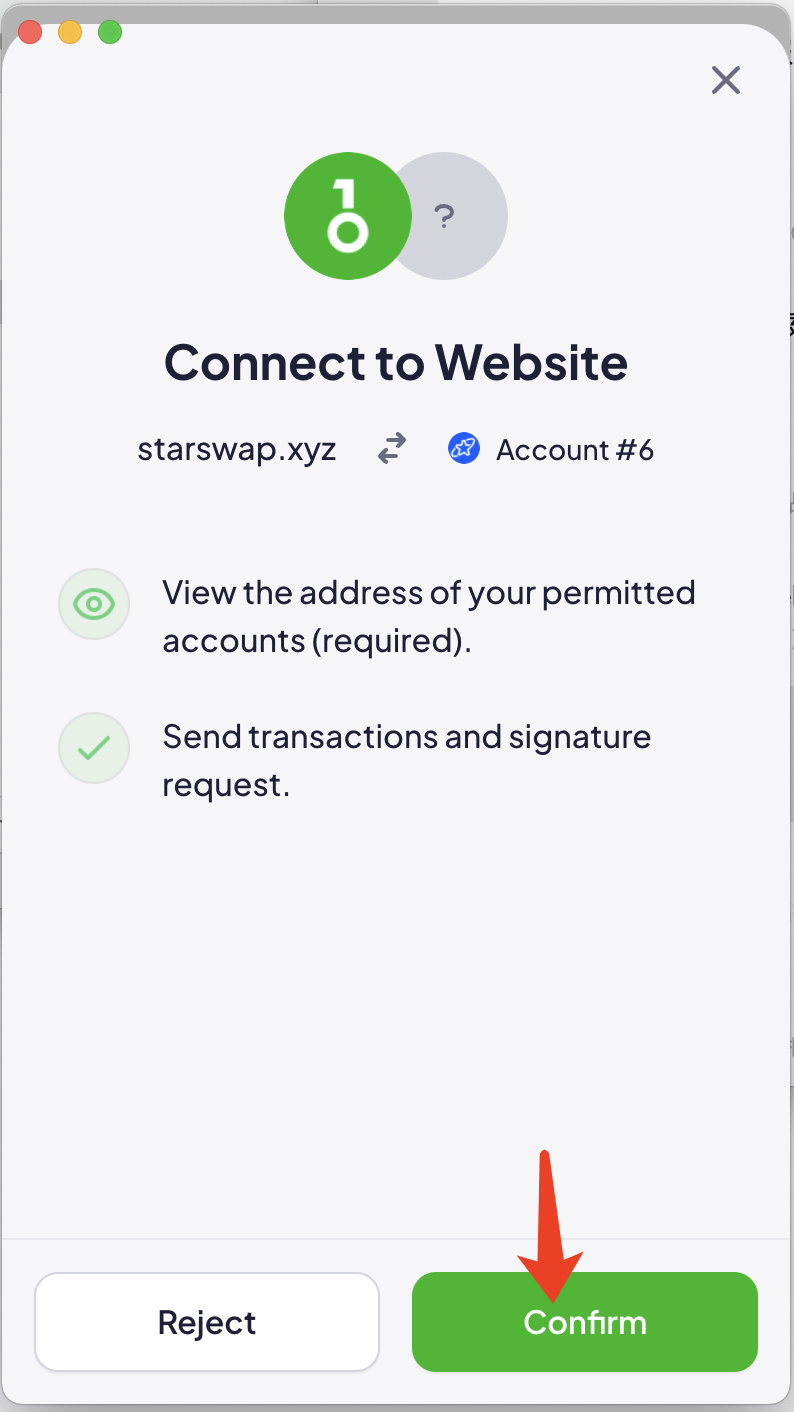 ?
Connect to Website
starswap.xyz Account #6
View the address of your permitted
accounts (required).
Send transactions and signature
request.
Reject Confirm